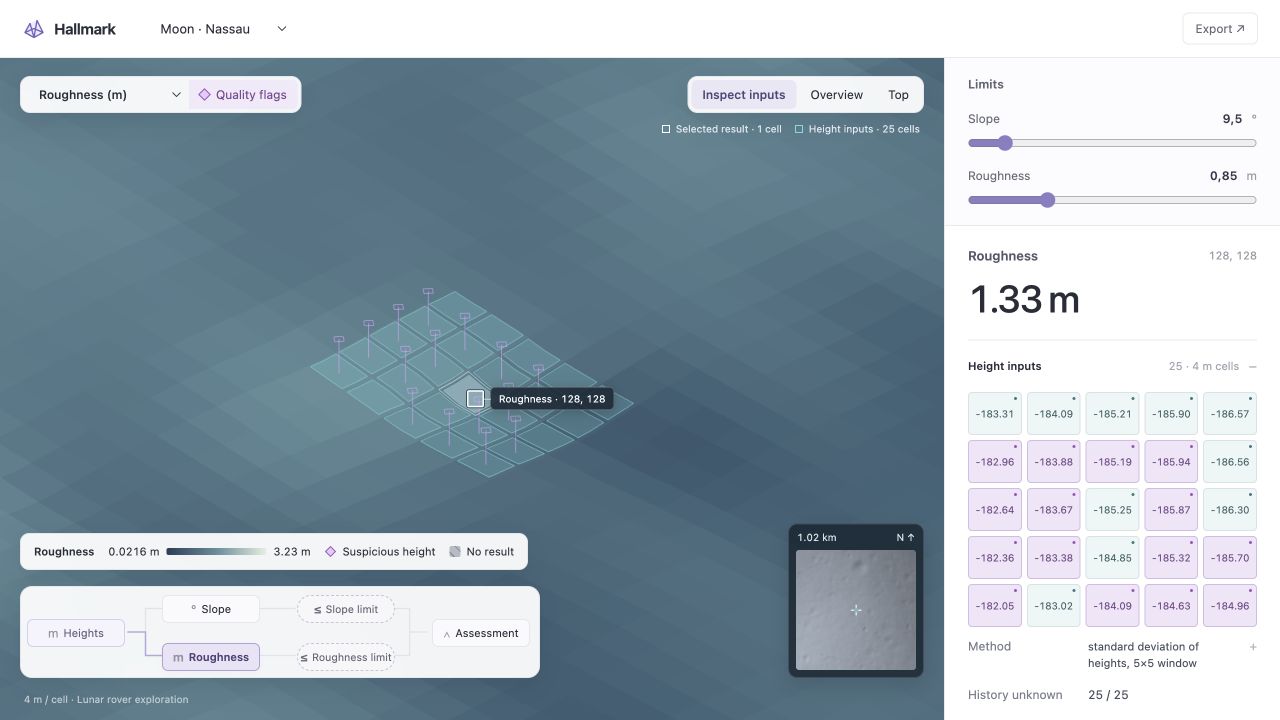 Hallmark
Moon · Nassau
Export ↗
Roughness (m)
Quality flags
Inspect inputs
Overview
Top
Selected result · 1 cell
Height inputs · 25 cells
Roughness · 128, 128
Roughness 0.0216 m 3.23 m Suspicious height No result
° Slope
≤ Slope limit
m Heights
∧ Assessment
m Roughness
≤ Roughness limit
4 m / cell · Lunar rover exploration
1.02 km N ↑
Limits
Slope 9,5 °
Roughness 0,85 m
Roughness 128, 128
1.33 m
Height inputs 25 · 4 m cells −
-183.31 -184.09 -185.21 -185.90 -186.57
-182.96 -183.88 -185.19 -185.94 -186.56
-182.64 -183.67 -185.25 -185.87 -186.30
-182.36 -183.38 -184.85 -185.32 -185.70
-182.05 -183.02 -184.09 -184.63 -184.96
Method standard deviation of +
heights, 5×5 window
History unknown 25 / 25